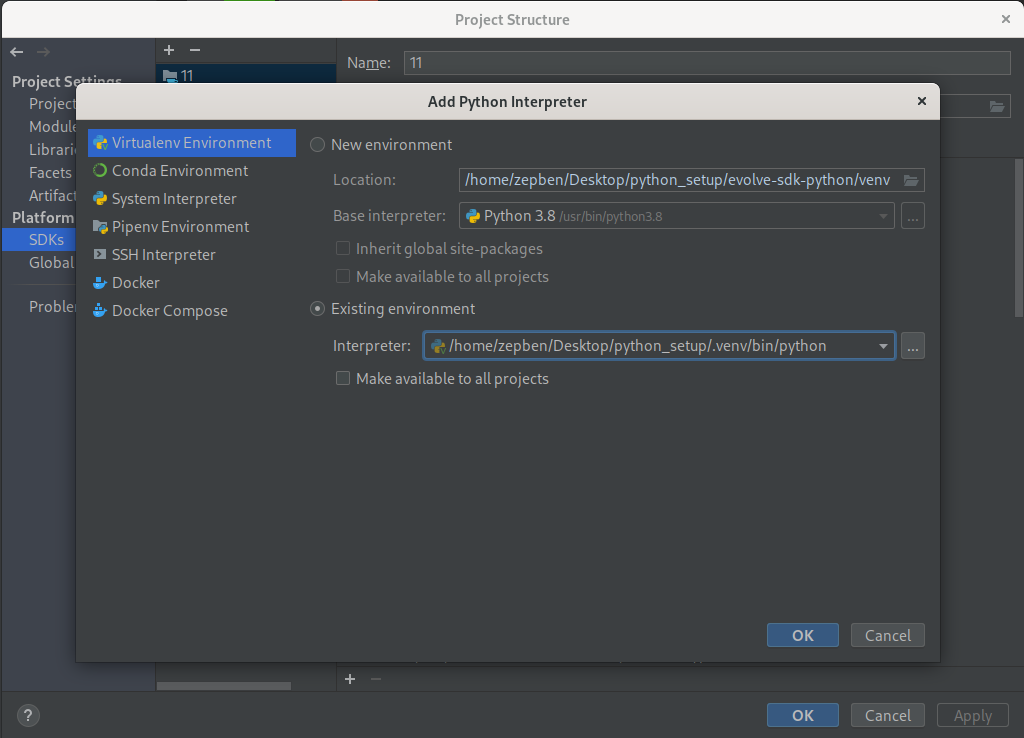 Project Structure
Name: 11
11
Project Settings
Project
Module
Librari
Facets
Artifact
Platform
SDKs
Global
Proble
Add Python Interpreter
Virtualenv Environment
Conda Environment
System Interpreter
Pipenv Environment
SSH Interpreter
Docker
Docker Compose
New environment
Location: /home/zepben/Desktop/python_setup/evolve-sdk-python/venv
Base interpreter: Python 3.8 /usr/bin/python3.8 ...
Inherit global site-packages
Make available to all projects
Existing environment
Interpreter: /home/zepben/Desktop/python_setup/.venv/bin/python ...
Make available to all projects
OK Cancel
? OK Cancel Apply